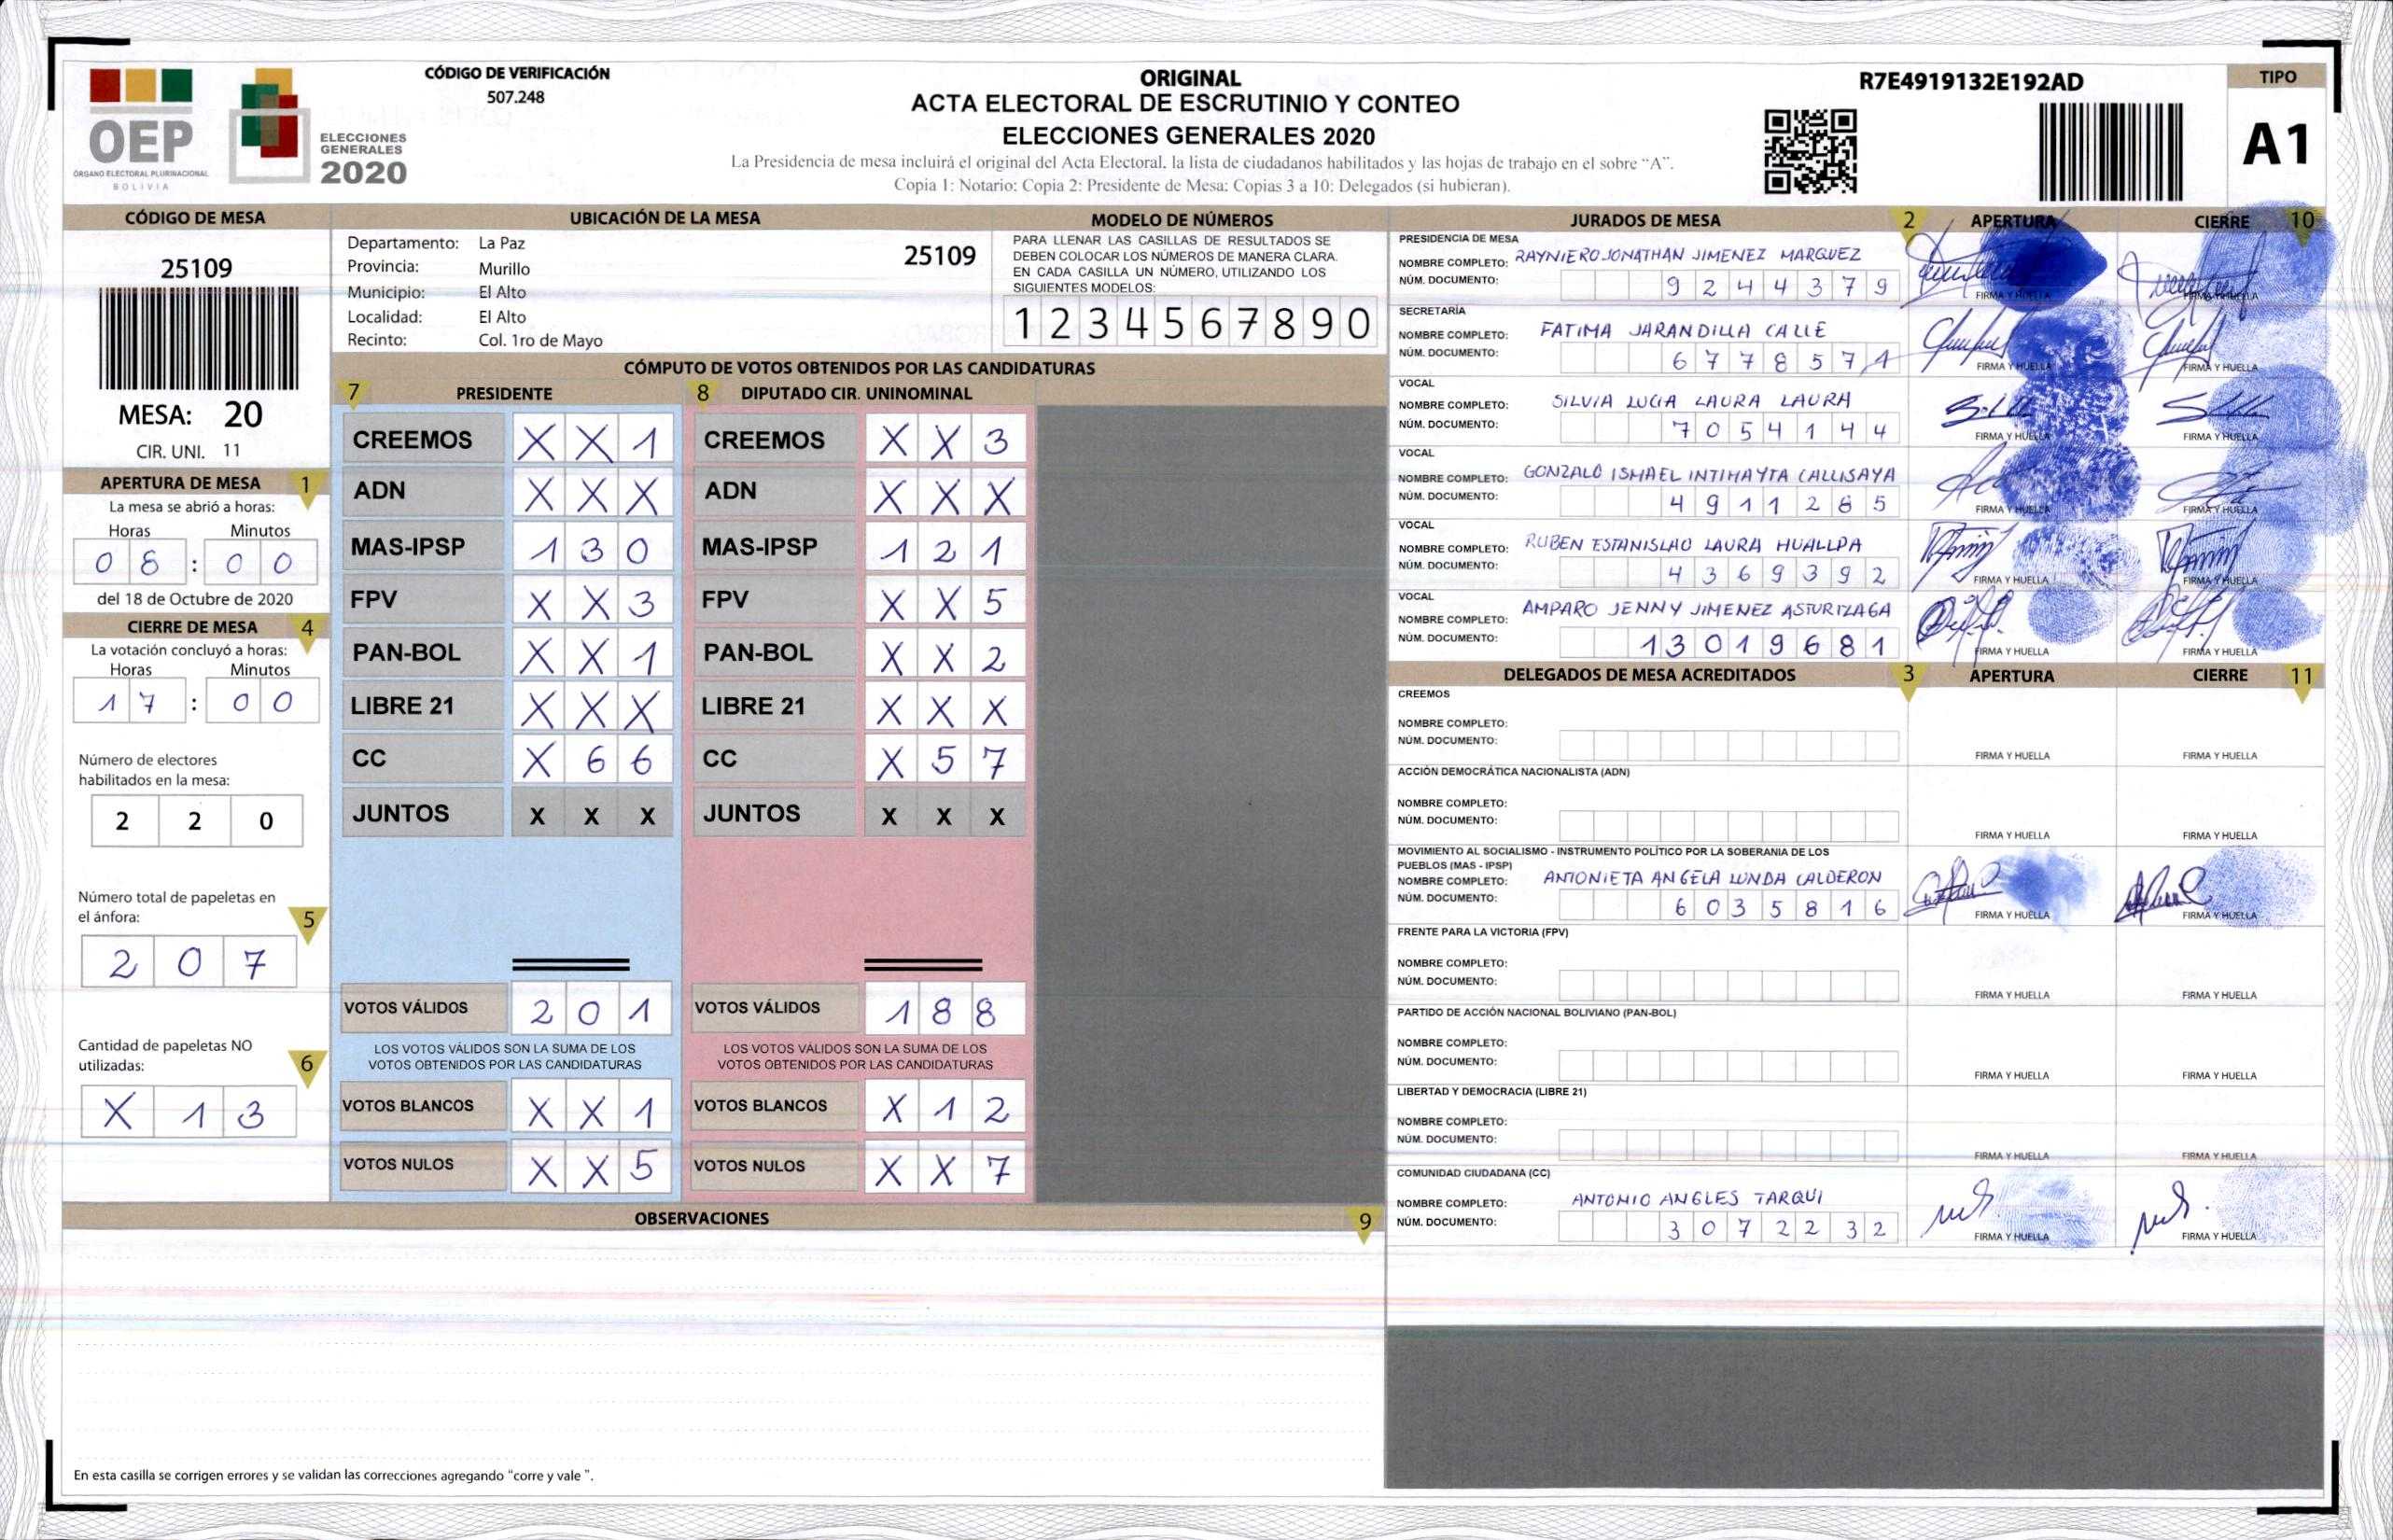 OEP
ÓRGANO ELECTORAL PLURINACIONAL
BOLIVIA
ELECCIONES
GENERALES
2020
CÓDIGO DE VERIFICACIÓN
507.248
ORIGINAL
ACTA ELECTORAL DE ESCRUTINIO Y CONTEO
ELECCIONES GENERALES 2020
La Presidencia de mesa incluirá el original del Acta Electoral, la lista de ciudadanos habilitados y las hojas de trabajo en el sobre “A”.
Copia 1: Notario: Copia 2: Presidente de Mesa: Copias 3 a 10: Delegados (si hubieran).
R7E4919132E192AD
TIPO
A1
CÓDIGO DE MESA
25109
MESA: 20
CIR. UNI. 11
APERTURA DE MESA 1
La mesa se abrió a horas:
Horas Minutos
0 8 : 0 0
del 18 de Octubre de 2020
CIERRE DE MESA 4
La votación concluyó a horas:
Horas Minutos
1 7 : 0 0
Número de electores
habilitados en la mesa:
2 2 0
Número total de papeletas en
el ánfora: 5
2 0 7
Cantidad de papeletas NO
utilizadas: 6
X 1 3
UBICACIÓN DE LA MESA
Departamento: La Paz
25109
Provincia: Murillo
Municipio: El Alto
Localidad: El Alto
Recinto: Col. 1ro de Mayo
MODELO DE NÚMEROS
PARA LLENAR LAS CASILLAS DE RESULTADOS SE
DEBEN COLOCAR LOS NÚMEROS DE MANERA CLARA.
EN CADA CASILLA UN NÚMERO, UTILIZANDO LOS
SIGUIENTES MODELOS:
1 2 3 4 5 6 7 8 9 0
CÓMPUTO DE VOTOS OBTENIDOS POR LAS CANDIDATURAS
7 PRESIDENTE 8 DIPUTADO CIR. UNINOMINAL
CREEMOS X X 1 CREEMOS X X 3
ADN X X X ADN X X X
MAS-IPSP 1 3 0 MAS-IPSP 1 2 1
FPV X X 3 FPV X X 5
PAN-BOL X X 1 PAN-BOL X X 2
LIBRE 21 X X X LIBRE 21 X X X
CC X 6 6 CC X 5 7
JUNTOS X X X JUNTOS X X X
VOTOS VÁLIDOS 2 0 1 VOTOS VÁLIDOS 1 8 8
LOS VOTOS VÁLIDOS SON LA SUMA DE LOS LOS VOTOS VÁLIDOS SON LA SUMA DE LOS
VOTOS OBTENIDOS POR LAS CANDIDATURAS VOTOS OBTENIDOS POR LAS CANDIDATURAS
VOTOS BLANCOS X X 1 VOTOS BLANCOS X 1 2
VOTOS NULOS X X 5 VOTOS NULOS X X 7
OBSERVACIONES 9
En esta casilla se corrigen errores y se validan las correcciones agregando “corre y vale ”.
JURADOS DE MESA 2 APERTURA CIERRE 10
PRESIDENCIA DE MESA
NOMBRE COMPLETO: RAYNIERO JONATHAN JIMENEZ MARQUEZ
NÚM. DOCUMENTO: 9 2 4 4 3 7 9
FIRMA Y HUELLA FIRMA Y HUELLA
SECRETARÍA
NOMBRE COMPLETO: FATIMA JARANDILLA CALLE
NÚM. DOCUMENTO: 6 7 7 8 5 7 1
FIRMA Y HUELLA FIRMA Y HUELLA
VOCAL
NOMBRE COMPLETO: SILVIA LUCIA LAURA LAURA
NÚM. DOCUMENTO: 7 0 5 4 1 4 4
FIRMA Y HUELLA FIRMA Y HUELLA
VOCAL
NOMBRE COMPLETO: GONZALO ISMAEL INTIMAYTA CALLISAYA
NÚM. DOCUMENTO: 4 9 1 1 2 8 5
FIRMA Y HUELLA FIRMA Y HUELLA
VOCAL
NOMBRE COMPLETO: RUBEN ESTANISLAO LAURA HUALLPA
NÚM. DOCUMENTO: 4 3 6 9 3 9 2
FIRMA Y HUELLA FIRMA Y HUELLA
VOCAL
NOMBRE COMPLETO: AMPARO JENNY JIMENEZ ASTURIZAGA
NÚM. DOCUMENTO: 1 3 0 1 9 6 8 1
FIRMA Y HUELLA FIRMA Y HUELLA
DELEGADOS DE MESA ACREDITADOS 3 APERTURA CIERRE 11
CREEMOS
NOMBRE COMPLETO:
NÚM. DOCUMENTO:
FIRMA Y HUELLA FIRMA Y HUELLA
ACCIÓN DEMOCRÁTICA NACIONALISTA (ADN)
NOMBRE COMPLETO:
NÚM. DOCUMENTO:
FIRMA Y HUELLA FIRMA Y HUELLA
MOVIMIENTO AL SOCIALISMO - INSTRUMENTO POLÍTICO POR LA SOBERANIA DE LOS
PUEBLOS (MAS - IPSP)
NOMBRE COMPLETO: ANTONIETA ANGELA LUNDA CALDERON
NÚM. DOCUMENTO: 6 0 3 5 8 1 6
FIRMA Y HUELLA FIRMA Y HUELLA
FRENTE PARA LA VICTORIA (FPV)
NOMBRE COMPLETO:
NÚM. DOCUMENTO:
FIRMA Y HUELLA FIRMA Y HUELLA
PARTIDO DE ACCIÓN NACIONAL BOLIVIANO (PAN-BOL)
NOMBRE COMPLETO:
NÚM. DOCUMENTO:
FIRMA Y HUELLA FIRMA Y HUELLA
LIBERTAD Y DEMOCRACIA (LIBRE 21)
NOMBRE COMPLETO:
NÚM. DOCUMENTO:
FIRMA Y HUELLA FIRMA Y HUELLA
COMUNIDAD CIUDADANA (CC)
NOMBRE COMPLETO: ANTONIO ANGLES TARQUI
NÚM. DOCUMENTO: 3 0 7 2 2 3 2
FIRMA Y HUELLA FIRMA Y HUELLA